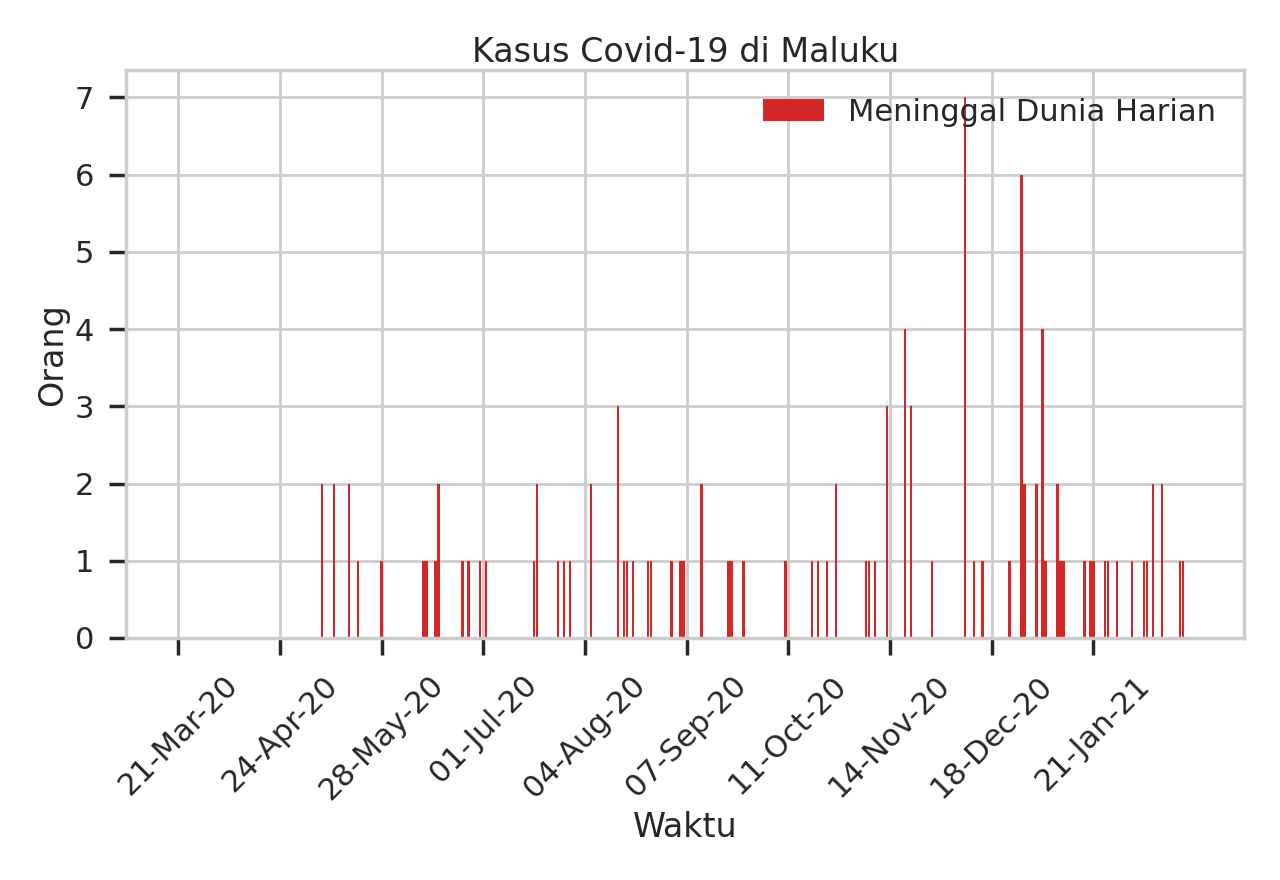 Kasus Covid-19 di Maluku
Meninggal Dunia Harian
Orang
7
6
5
4
3
2
1
0
21-Mar-20
24-Apr-20
28-May-20
01-Jul-20
04-Aug-20
07-Sep-20
11-Oct-20
14-Nov-20
18-Dec-20
21-Jan-21
Waktu